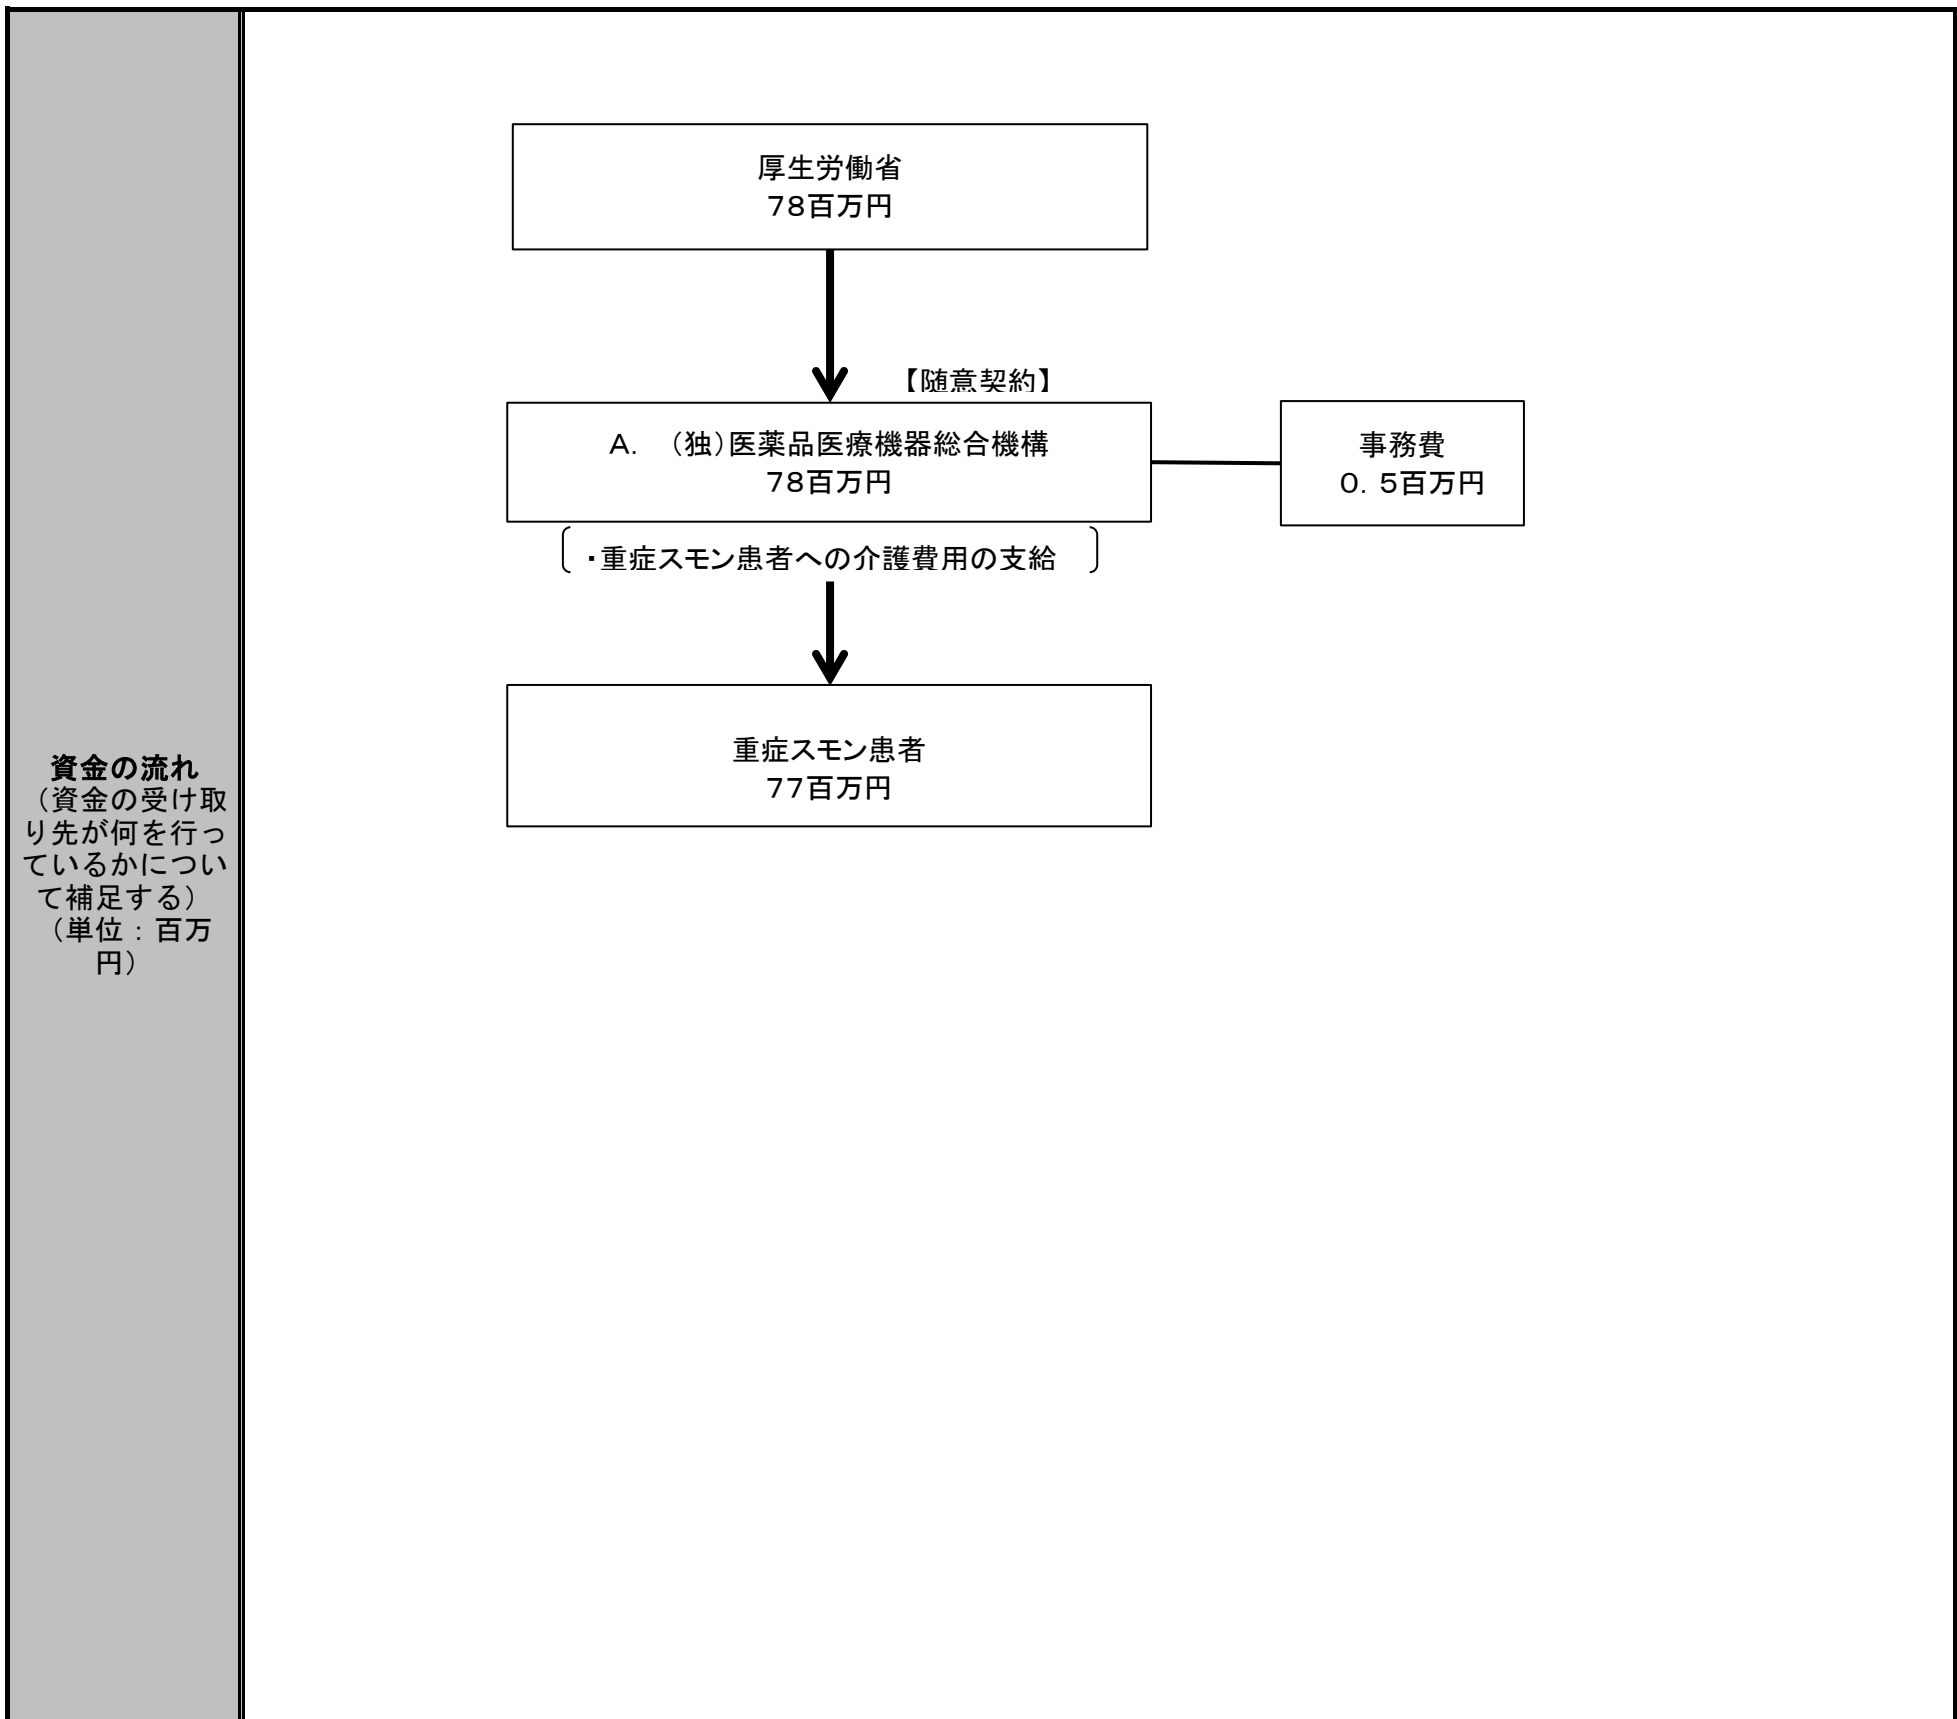 厚生労働省
７８百万円
【随意契約】
Ａ．　（独）医薬品医療機器総合機構
７８百万円
事務費
０．５百万円
・重症スモン患者への介護費用の支給
重症スモン患者
７７百万円
資金の流れ
（資金の受け取
り先が何を行っ
ているかについ
て補足する）
（単位：百万
円）